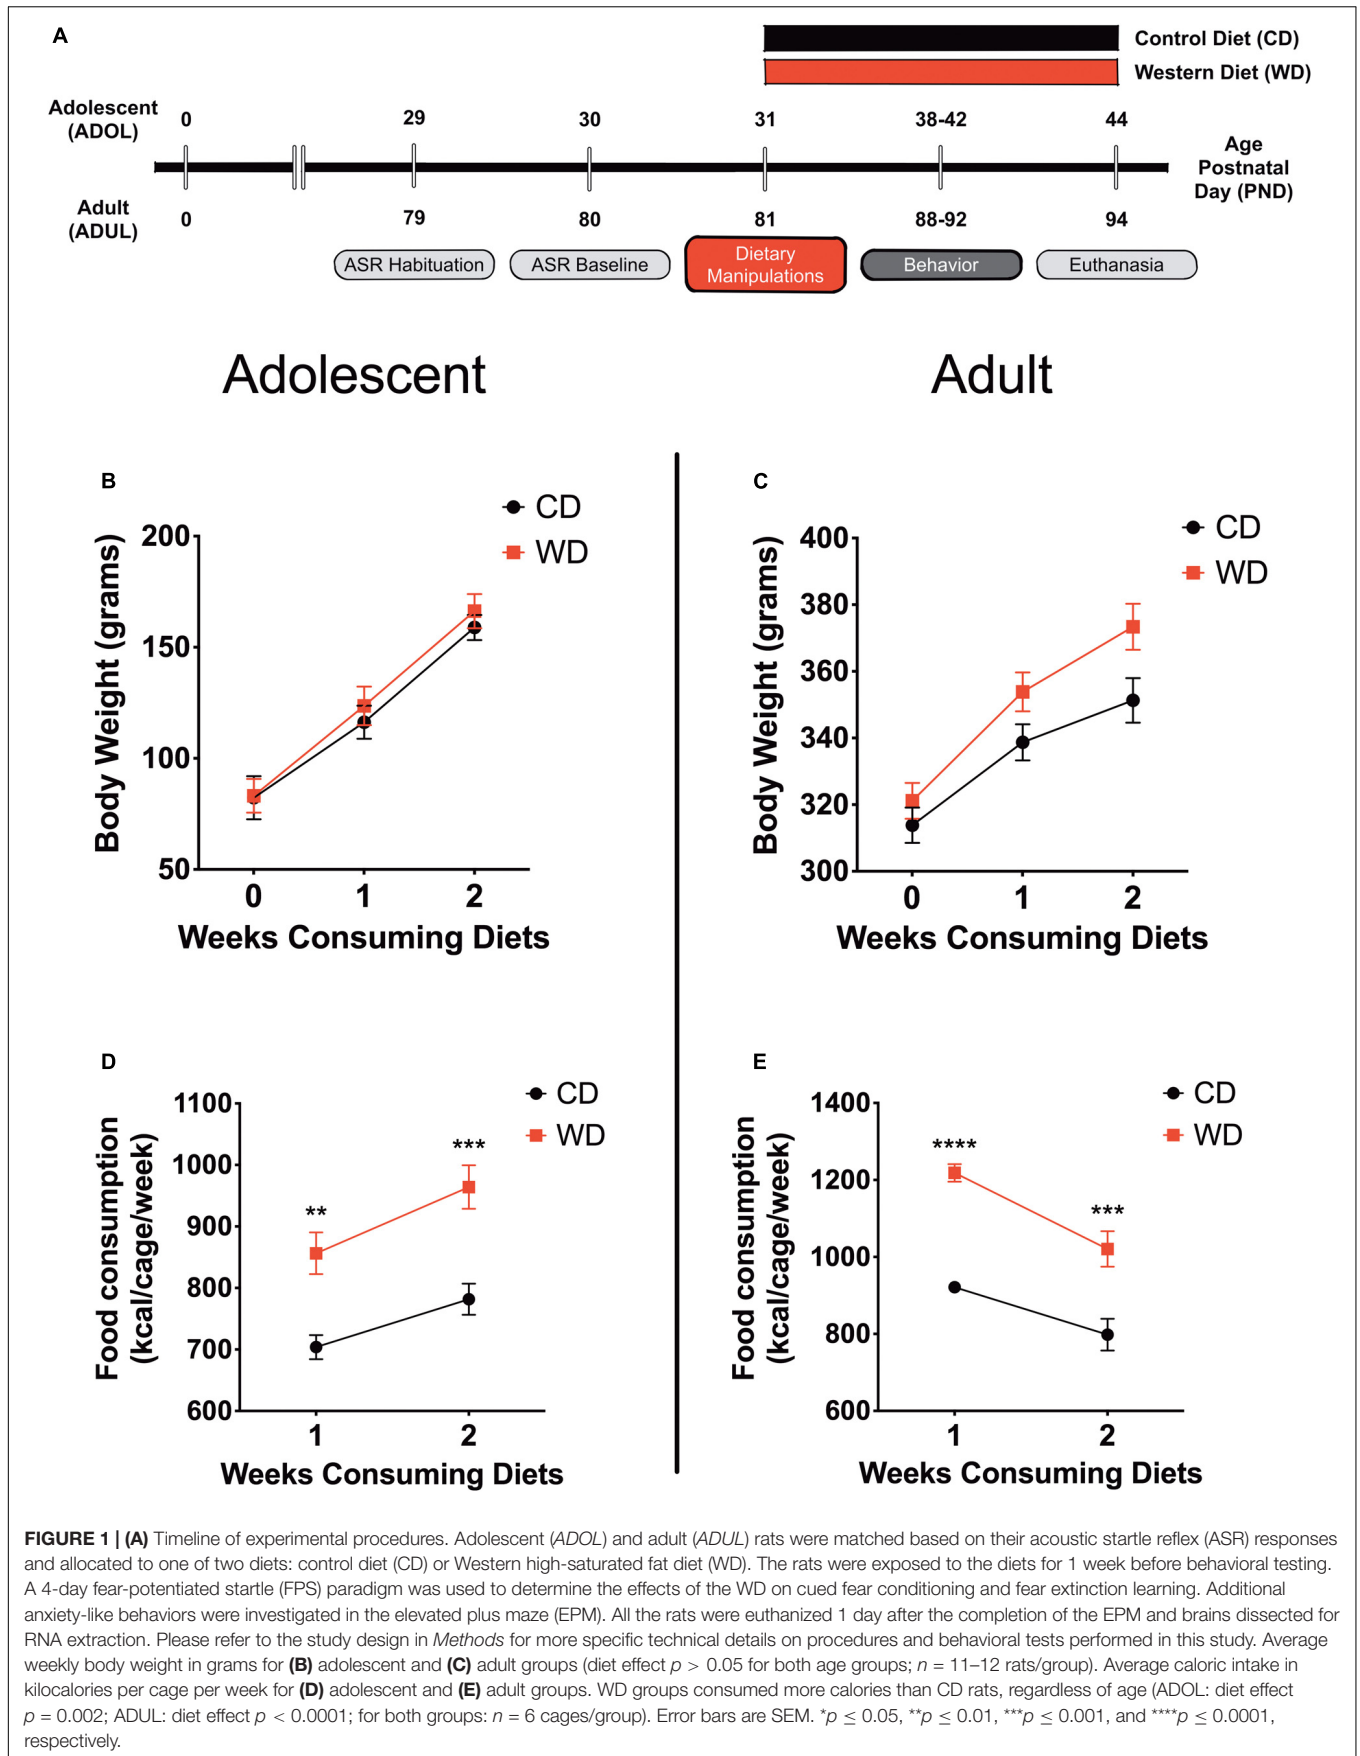 A
Control Diet (CD)
Western Diet (WD)
Adolescent
(ADOL)
0 29 30 31 38-42 44
Age
Postnatal
Day (PND)
Adult
(ADUL)
0 79 80 81 88-92 94
ASR Habituation ASR Baseline Dietary Manipulations Behavior Euthanasia
Adolescent Adult
B
CD
WD
Body Weight (grams)
200
150
100
50
0 1 2
Weeks Consuming Diets
C
CD
WD
Body Weight (grams)
400
380
360
340
320
300
0 1 2
Weeks Consuming Diets
D
CD
WD
Food consumption
(kcal/cage/week)
1100
1000
900
800
700
600
**
***
1 2
Weeks Consuming Diets
E
CD
WD
Food consumption
(kcal/cage/week)
1400
1200
1000
800
600
****
***
1 2
Weeks Consuming Diets
FIGURE 1 | (A) Timeline of experimental procedures. Adolescent (ADOL) and adult (ADUL) rats were matched based on their acoustic startle reflex (ASR) responses
and allocated to one of two diets: control diet (CD) or Western high-saturated fat diet (WD). The rats were exposed to the diets for 1 week before behavioral testing.
A 4-day fear-potentiated startle (FPS) paradigm was used to determine the effects of the WD on cued fear conditioning and fear extinction learning. Additional
anxiety-like behaviors were investigated in the elevated plus maze (EPM). All the rats were euthanized 1 day after the completion of the EPM and brains dissected for
RNA extraction. Please refer to the study design in Methods for more specific technical details on procedures and behavioral tests performed in this study. Average
weekly body weight in grams for (B) adolescent and (C) adult groups (diet effect p > 0.05 for both age groups; n = 11–12 rats/group). Average caloric intake in
kilocalories per cage per week for (D) adolescent and (E) adult groups. WD groups consumed more calories than CD rats, regardless of age (ADOL: diet effect
p = 0.002; ADUL: diet effect p < 0.0001; for both groups: n = 6 cages/group). Error bars are SEM. *p ≤ 0.05, **p ≤ 0.01, ***p ≤ 0.001, and ****p ≤ 0.0001,
respectively.